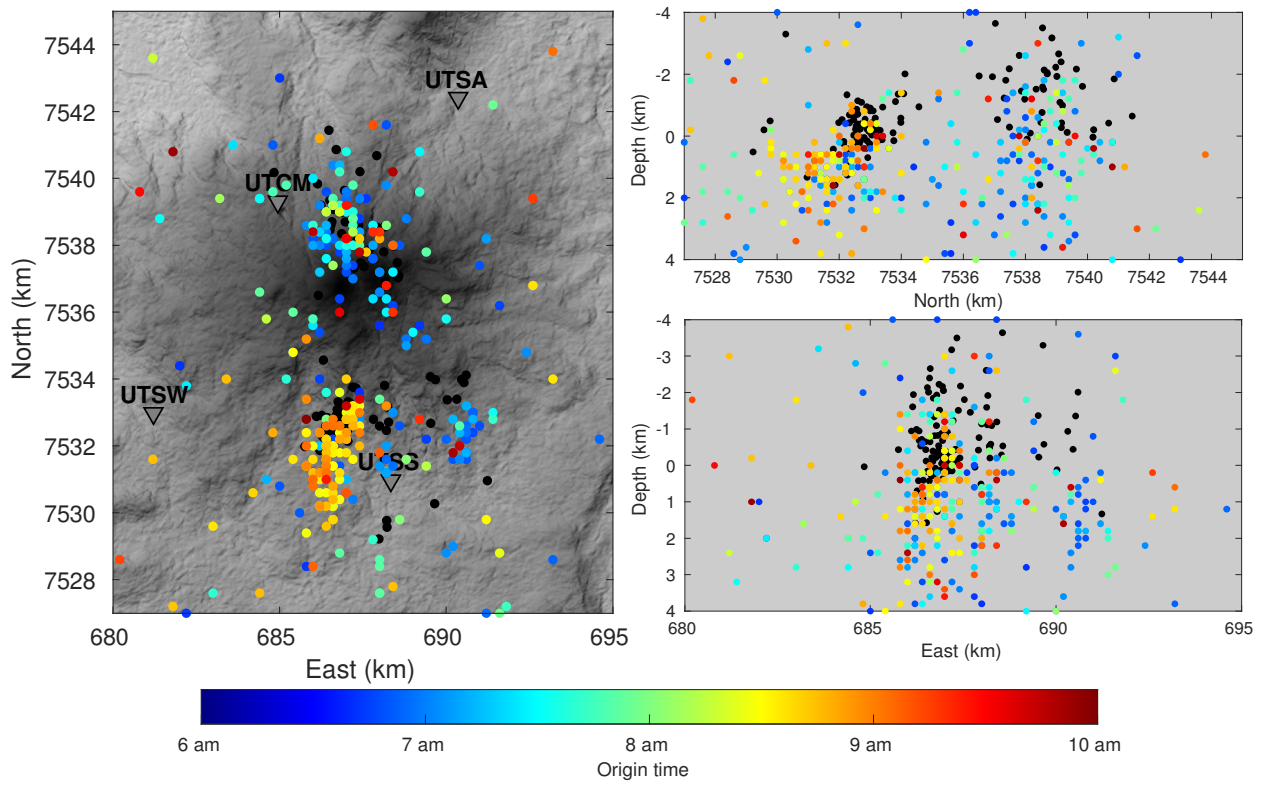 7544
7542
7540
7538
7536
7534
7532
7530
7528
North (km)
UTSA
UTCM
UTSW
UTSS
680
685
690
695
East (km)
-4
-2
0
2
4
Depth (km)
7528
7530
7532
7534
7536
7538
7540
7542
7544
North (km)
-4
-3
-2
-1
0
1
2
3
4
Depth (km)
680
685
690
695
East (km)
6 am
7 am
8 am
9 am
10 am
Origin time